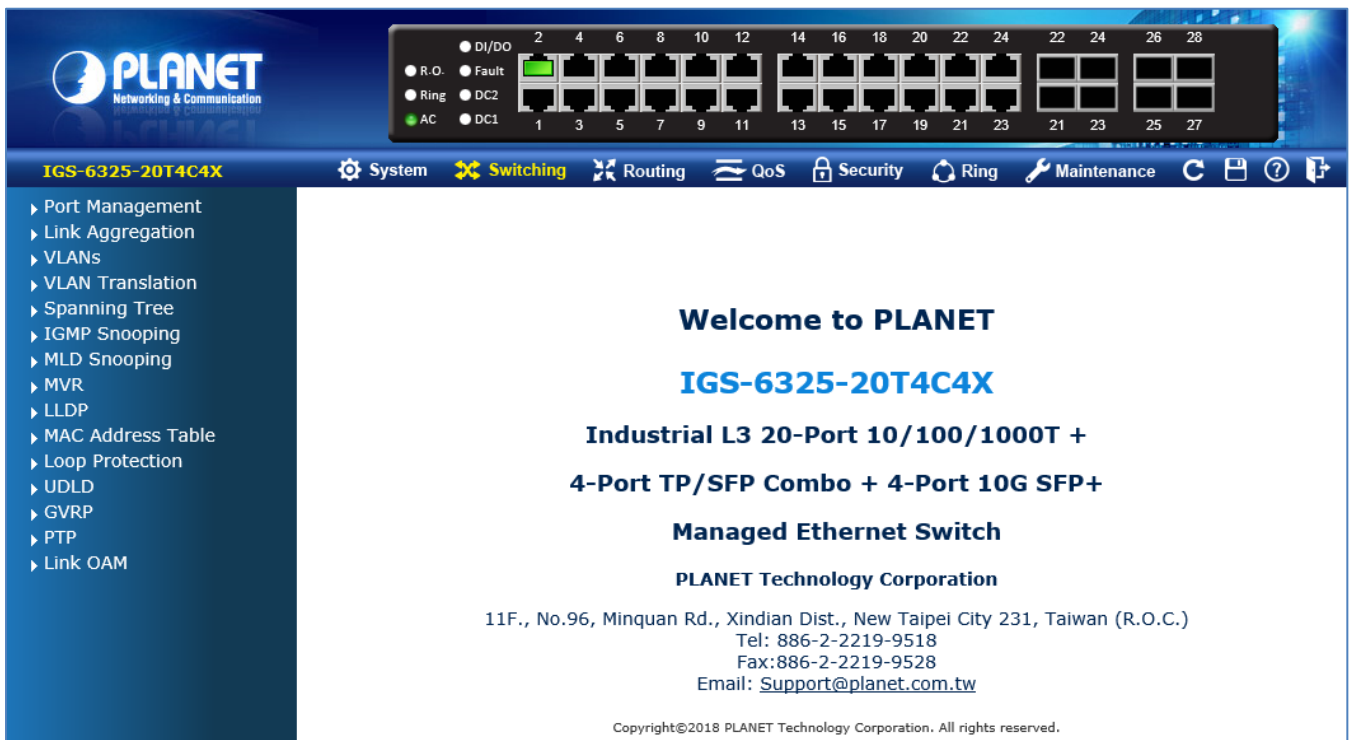 PLANET
Networking & Communication
DI/DO
R.O. Fault
Ring DC2
AC DC1
2 4 6 8 10 12 14 16 18 20 22 24 22 24 26 28
1 3 5 7 9 11 13 15 17 19 21 23 21 23 25 27
IGS-6325-20T4C4X
System Switching Routing QoS Security Ring Maintenance
Port Management
Link Aggregation
VLANs
VLAN Translation
Spanning Tree
IGMP Snooping
MLD Snooping
MVR
LLDP
MAC Address Table
Loop Protection
UDLD
GVRP
PTP
Link OAM
Welcome to PLANET
IGS-6325-20T4C4X
Industrial L3 20-Port 10/100/1000T +
4-Port TP/SFP Combo + 4-Port 10G SFP+
Managed Ethernet Switch
PLANET Technology Corporation
11F., No.96, Minquan Rd., Xindian Dist., New Taipei City 231, Taiwan (R.O.C.)
Tel: 886-2-2219-9518
Fax:886-2-2219-9528
Email: Support@planet.com.tw
Copyright©2018 PLANET Technology Corporation. All rights reserved.